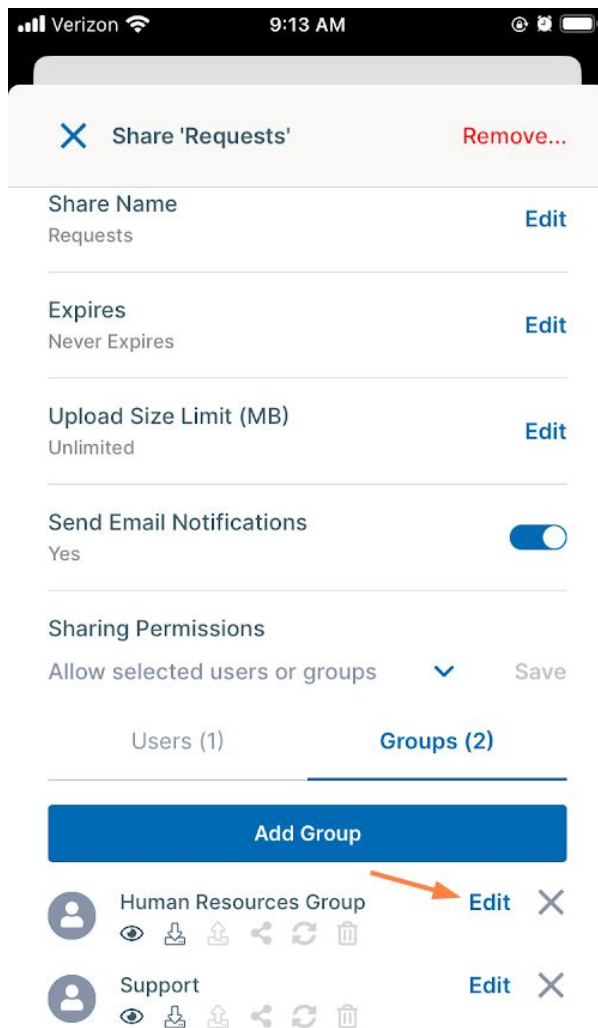 Verizon 9:13 AM
Share 'Requests' Remove...
Share Name
Edit
Requests
Expires
Edit
Never Expires
Upload Size Limit (MB)
Edit
Unlimited
Send Email Notifications
Yes
Sharing Permissions
Allow selected users or groups Save
Users (1) Groups (2)
Add Group
Human Resources Group Edit
Support Edit